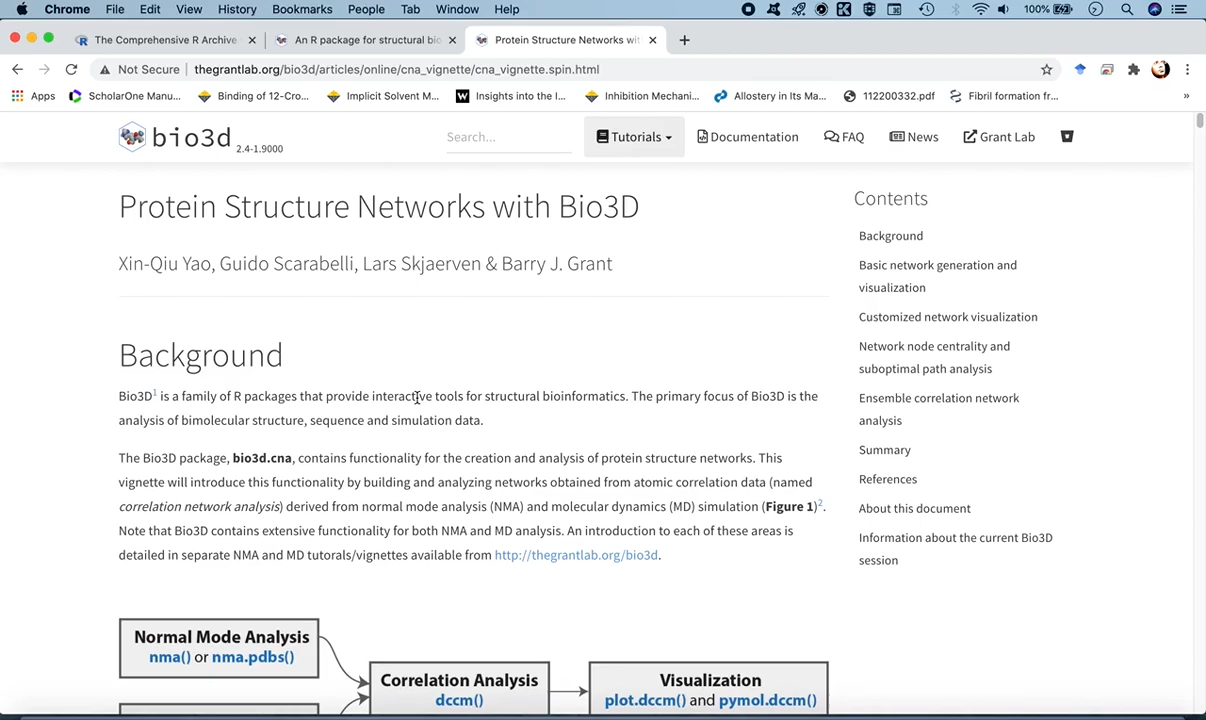 Chrome File Edit View History Bookmarks People Tab Window Help 100%
The Comprehensive R Archive
An R package for structural bio
Protein Structure Networks wit
Not Secure thegrantlab.org/bio3d/articles/online/cna_vignette/cna_vignette.spin.html
Apps ScholarOne Manu... Binding of 12-Cro... Implicit Solvent M... Insights into the I... Inhibition Mechani... Allostery in Its Ma... 112200332.pdf Fibril formation fr... »
bio3d 2.4-1.9000 Search... Tutorials Documentation FAQ News Grant Lab
Protein Structure Networks with Bio3D
Xin-Qiu Yao, Guido Scarabelli, Lars Skjaerven & Barry J. Grant
Background
Bio3D1 is a family of R packages that provide interactive tools for structural bioinformatics. The primary focus of Bio3D is the
analysis of bimolecular structure, sequence and simulation data.
The Bio3D package, bio3d.cna, contains functionality for the creation and analysis of protein structure networks. This
vignette will introduce this functionality by building and analyzing networks obtained from atomic correlation data (named
correlation network analysis) derived from normal mode analysis (NMA) and molecular dynamics (MD) simulation (Figure 1)2.
Note that Bio3D contains extensive functionality for both NMA and MD analysis. An introduction to each of these areas is
detailed in separate NMA and MD tutorals/vignettes available from http://thegrantlab.org/bio3d.
Normal Mode Analysis
nma() or nma.pdbs()
Correlation Analysis
dccm()
Visualization
plot.dccm() and pymol.dccm()
Contents
Background
Basic network generation and
visualization
Customized network visualization
Network node centrality and
suboptimal path analysis
Ensemble correlation network
analysis
Summary
References
About this document
Information about the current Bio3D
session